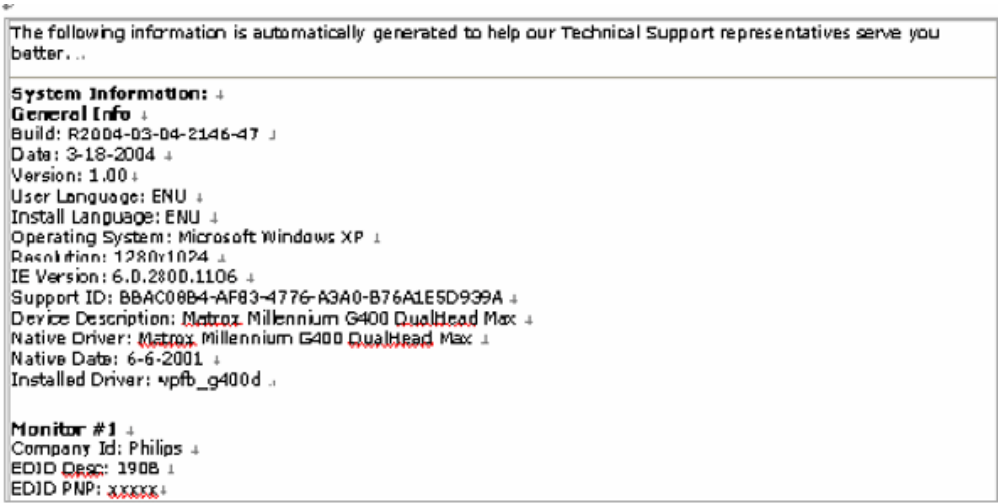 The following information is automatically generated to help our Technical Support representatives serve you
better...
System Information:
General Info
Build: R2004-03-04-2146-47
Date: 3-18-2004
Version: 1.00
User Language: ENU
Install Language: ENU
Operating System: Microsoft Windows XP
Resolution: 1280x1024
IE Version: 6.0.2800.1106
Support ID: BBAC08B4-AF83-4776-A3A0-B76A1E5D939A
Device Description: Matrox Millennium G400 DualHead Max
Native Driver: Matrox Millennium G400 DualHead Max
Native Date: 6-6-2001
Installed Driver: vpfb_g400d
Monitor #1
Company Id: Philips
EDID Desc: 190B
EDID PNP: xxxxx